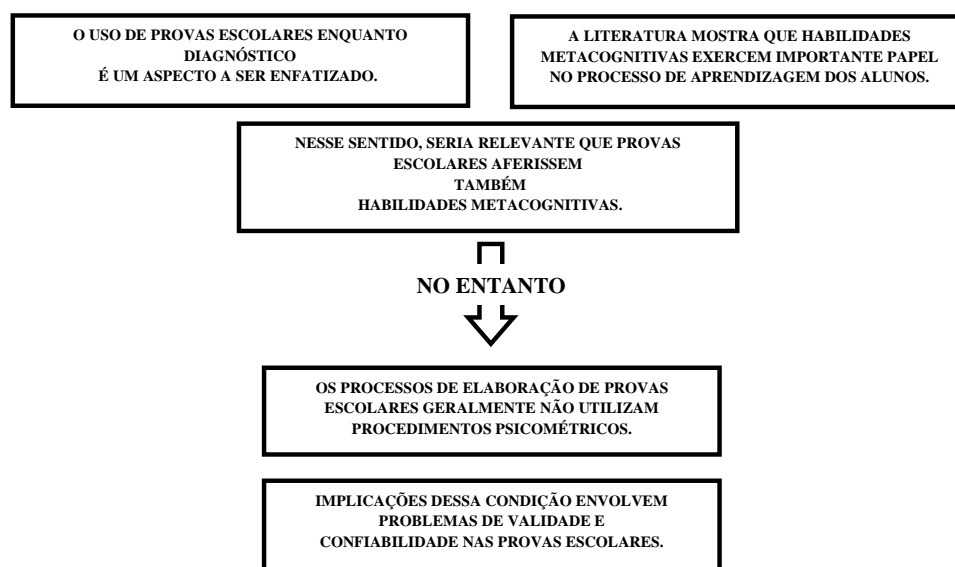 O USO DE PROVAS ESCOLARES ENQUANTO
DIAGNÓSTICO
É UM ASPECTO A SER ENFATIZADO.
A LITERATURA MOSTRA QUE HABILIDADES
METACOGNITIVAS EXERCEM IMPORTANTE PAPEL
NO PROCESSO DE APRENDIZAGEM DOS ALUNOS.
NESSE SENTIDO, SERIA RELEVANTE QUE PROVAS
ESCOLARES AFERISSEM
TAMBÉM
HABILIDADES METACOGNITIVAS.
NO ENTANTO
OS PROCESSOS DE ELABORAÇÃO DE PROVAS
ESCOLARES GERALMENTE NÃO UTILIZAM
PROCEDIMENTOS PSICOMÉTRICOS.
IMPLICAÇÕES DESSA CONDIÇÃO ENVOLVEM
PROBLEMAS DE VALIDADE E
CONFIABILIDADE NAS PROVAS ESCOLARES.